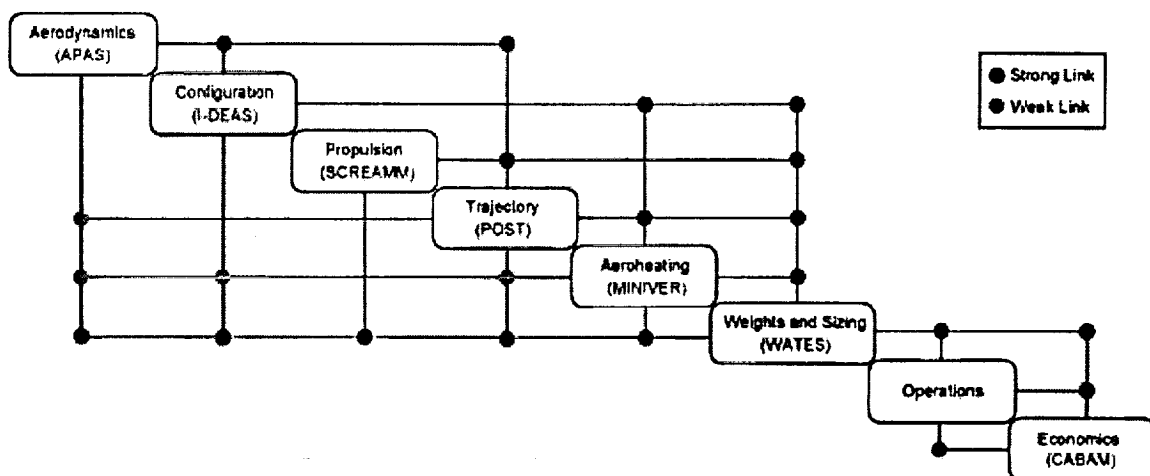 Aerodynamics
(APAS)
Configuration
(I-DEAS)
Propulsion
(SCREAMM)
Trajectory
(POST)
Aeroheating
(MINIVER)
Weights and Sizing
(WATES)
Operations
Economics
(CABAM)
Strong Link
Weak Link